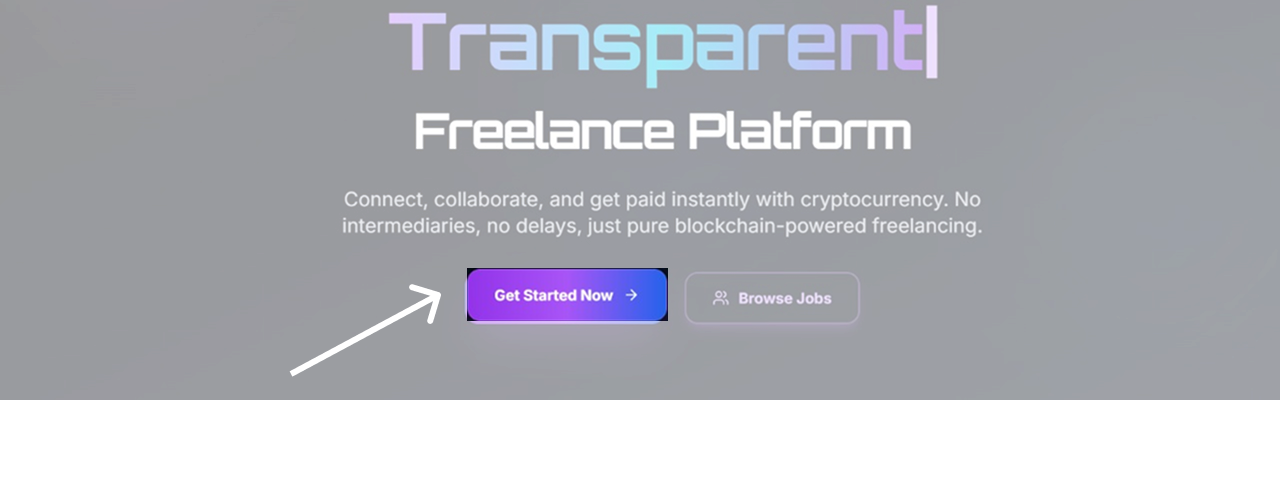 Transparent
Freelance Platform
Connect, collaborate, and get paid instantly with cryptocurrency. No
intermediaries, no delays, just pure blockchain-powered freelancing.
Get Started Now
Browse Jobs